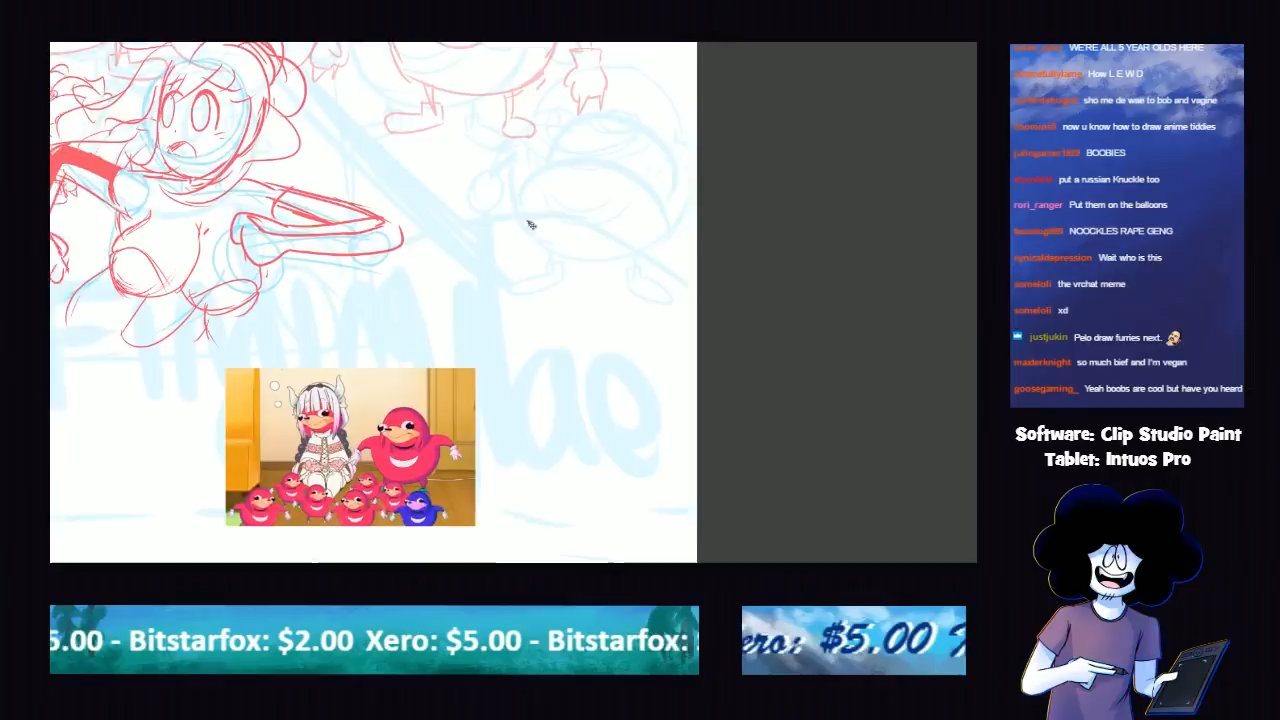 WE'RE ALL 5 YEAR OLDS HERE
How L E W D
sho me de wae to bob and vagine
now u know how to draw anime tiddies
BOOBIES
put a russian Knuckle too
rori_ranger Put them on the balloons
NOOCKLES RAPE GENG
cynicaldepression Wait who is this
someloli the vrchat meme
someloli xd
justjukin Pelo draw furries next.
maxterknight so much bief and I'm vegan
goosegaming_ Yeah boobs are cool but have you heard
Software: Clip Studio Paint
Tablet: Intuos Pro
5.00 - Bitstarfox: $2.00 Xero: $5.00 - Bitstarfox:
ero: $5.00